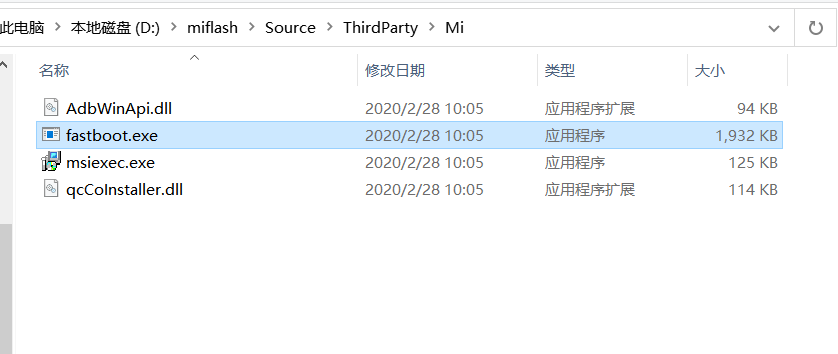 此电脑 > 本地磁盘 (D:) > miflash > Source > ThirdParty > Mi
名称 修改日期 类型 大小
AdbWinApi.dll 2020/2/28 10:05 应用程序扩展 94 KB
fastboot.exe 2020/2/28 10:05 应用程序 1,932 KB
msiexec.exe 2020/2/28 10:05 应用程序 125 KB
qcCoInstaller.dll 2020/2/28 10:05 应用程序扩展 114 KB